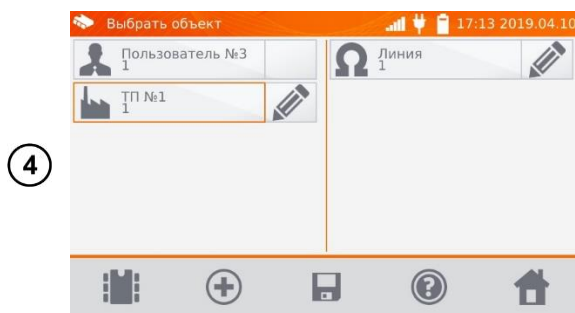 Выбрать объект
17:13 2019.04.10
Пользователь №3
1
ТП №1
1
Линия
1
4